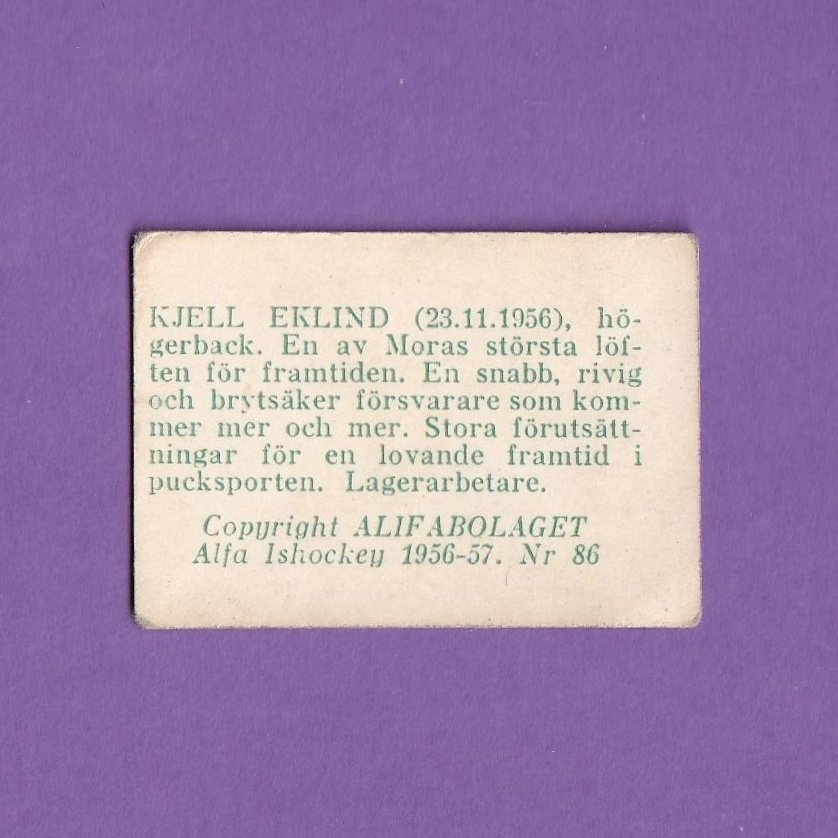 KJELL EKLIND (23.11.1956), hö-
gerback. En av Moras största löf-
ten för framtiden. En snabb, rivig
och brytsäker försvarare som kom-
mer mer och mer. Stora förutsätt-
ningar för en lovande framtid i
pucksporten. Lagerarbetare.
Copyright ALIFABOLAGET
Alfa Ishockey 1956-57. Nr 86